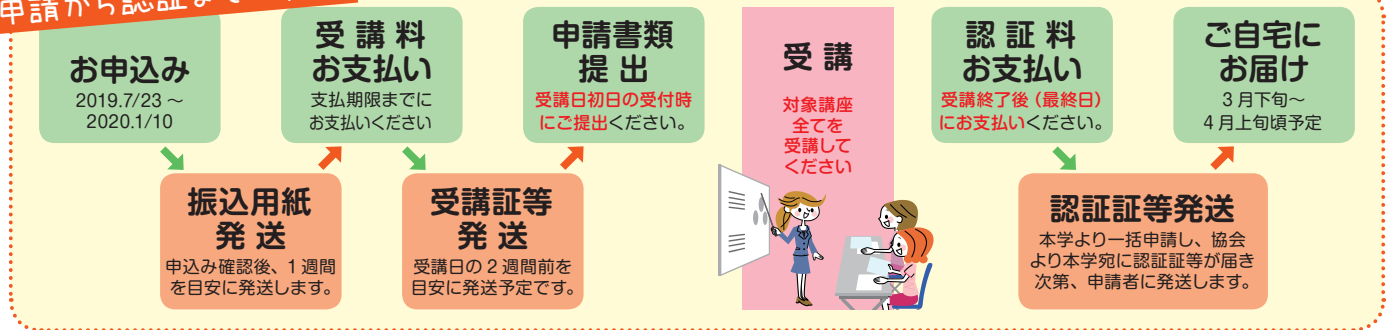 申請から認証まで
お申込み
2019.7/23 ～
2020.1/10
振込用紙
発 送
申込み確認後、1 週間
を目安に発送します。
受 講 料
お支払い
支払期限までに
お支払いください
受講証等
発 送
受講日の 2 週間前を
目安に発送予定です。
申請書類
提 出
受講日初日の受付時
にご提出ください。
受 講
対象講座
全てを
受講して
ください
認 証 料
お支払い
受講終了後（最終日）
にお支払いください。
認証証等発送
本学より一括申請し、協会
より本学宛に認証証等が届き
次第、申請者に発送します。
ご自宅に
お届け
3 月下旬～
4 月上旬頃予定